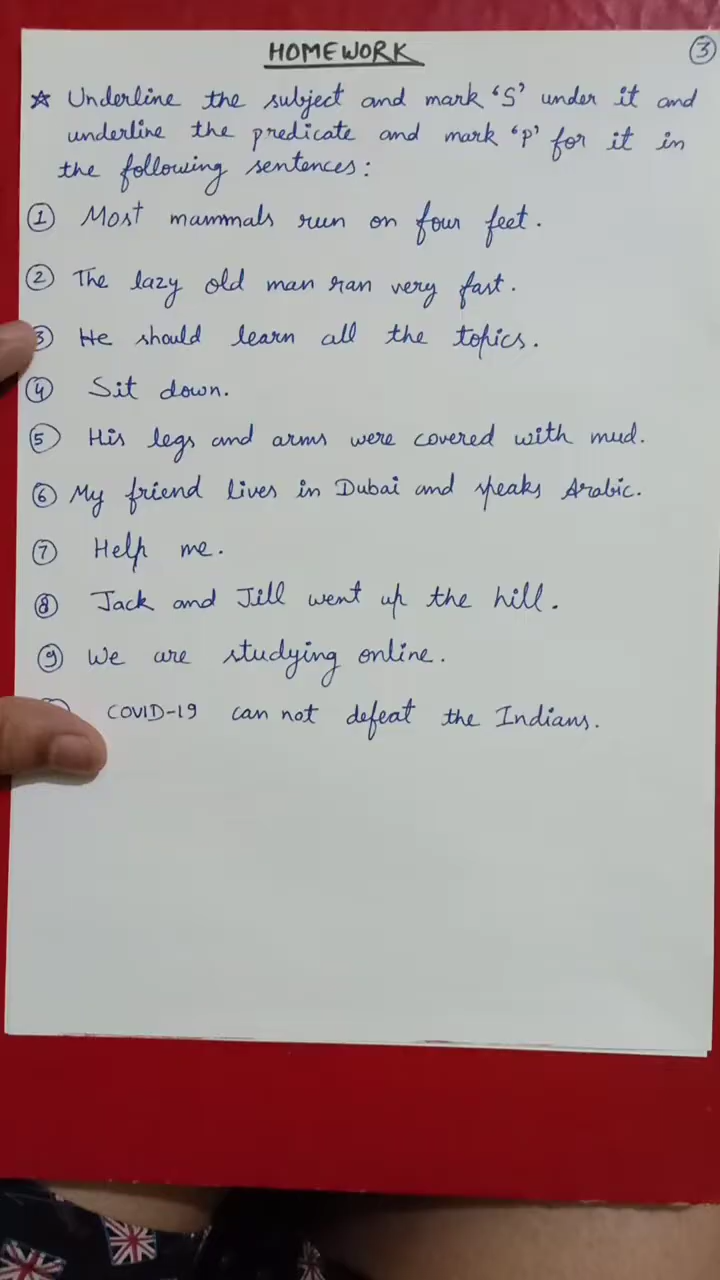 HOMEWORK
③
☆ Underline the subject and mark 'S' under it and
underline the predicate and mark 'p' for it in
the following sentences:
① Most mammals run on four feet.
② The lazy old man ran very fast.
③ He should learn all the topics.
④ Sit down.
⑤ His legs and arms were covered with mud.
⑥ My friend lives in Dubai and speaks Arabic.
⑦ Help me.
⑧ Jack and Jill went up the hill.
⑨ We are studying online.
COVID-19 can not defeat the Indians.